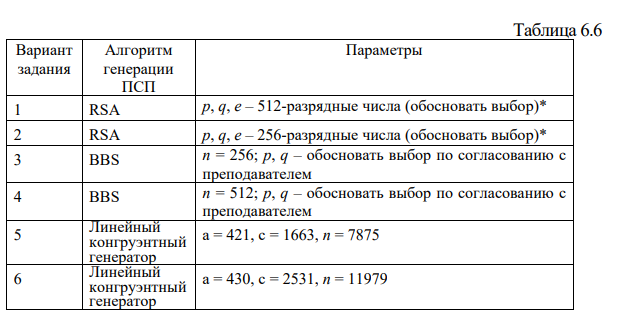 Таблица 6.6
Вариант задания
Алгоритм генерации ПСП
Параметры
1
RSA
p, q, e – 512-разрядные числа (обосновать выбор)*
2
RSA
p, q, e – 256-разрядные числа (обосновать выбор)*
3
BBS
n = 256; p, q – обосновать выбор по согласованию с
преподавателем
4
BBS
n = 512; p, q – обосновать выбор по согласованию с
преподавателем
5
Линейный
конгруэнтный
генератор
a = 421, c = 1663, n = 7875
6
Линейный
конгруэнтный
генератор
a = 430, c = 2531, n = 11979